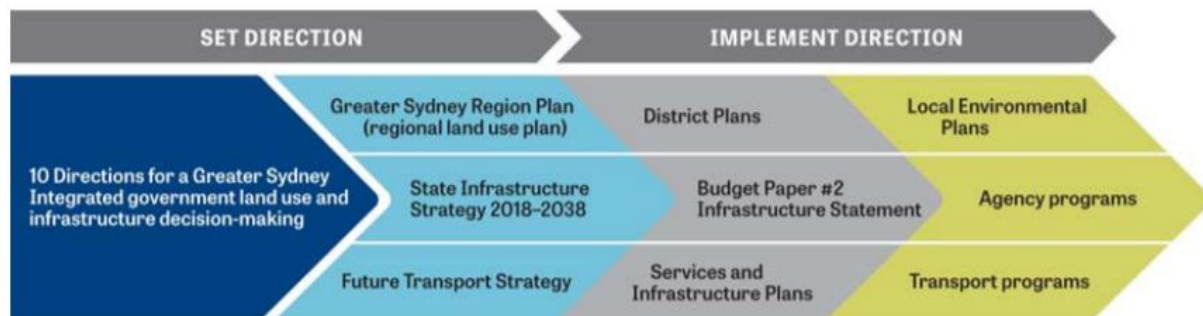 SET DIRECTION
IMPLEMENT DIRECTION
10 Directions for a Greater Sydney
Integrated government land use and
infrastructure decision-making
Greater Sydney Region Plan
(regional land use plan)
District Plans
Local Environmental
Plans
State Infrastructure
Strategy 2018–2038
Budget Paper #2
Infrastructure Statement
Agency programs
Future Transport Strategy
Services and
Infrastructure Plans
Transport programs